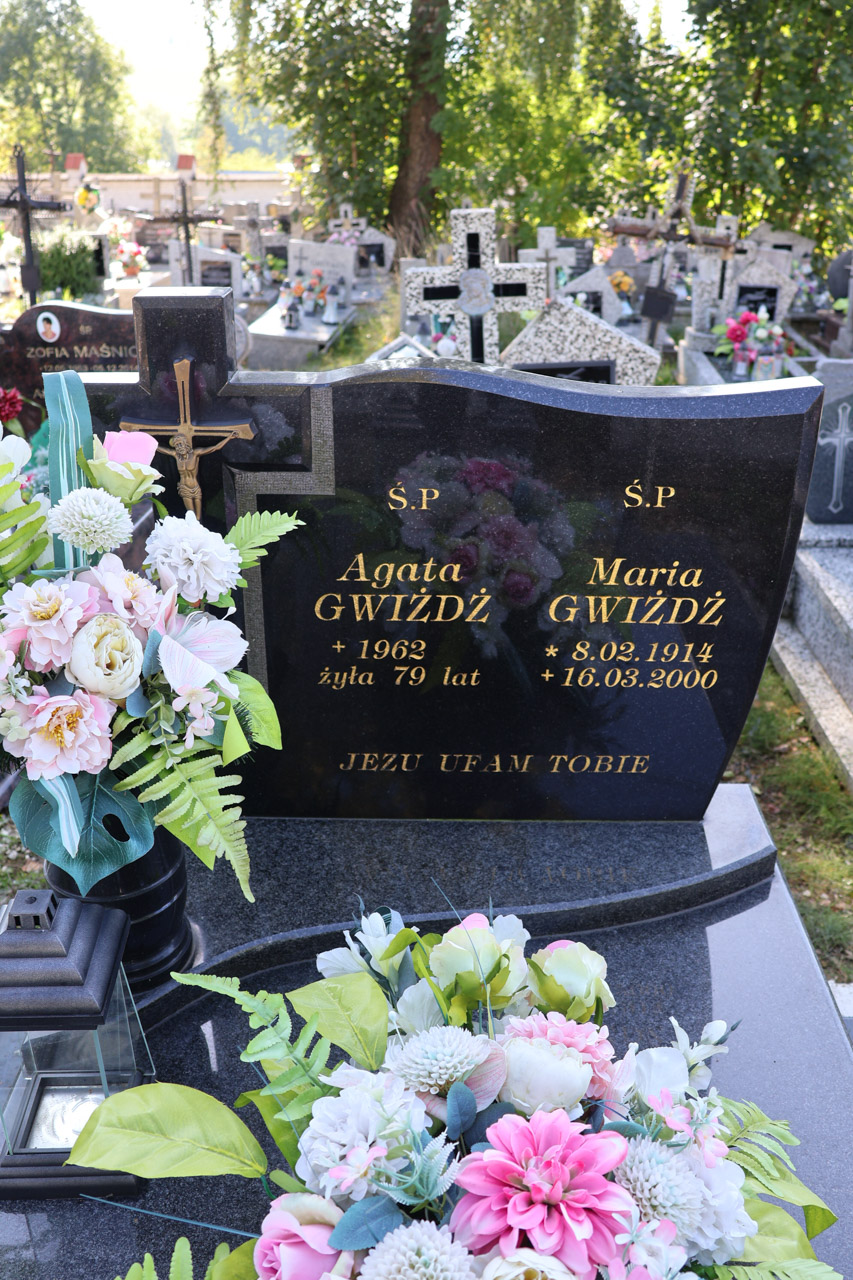 ŚP
ZOFIA MAŚNIC
Ś.P
Agata
GWIŻDŻ
+ 1962
żyła 79 lat
Ś.P
Maria
GWIŻDŻ
* 8.02.1914
+16.03.2000
JEZU UFAM TOBIE